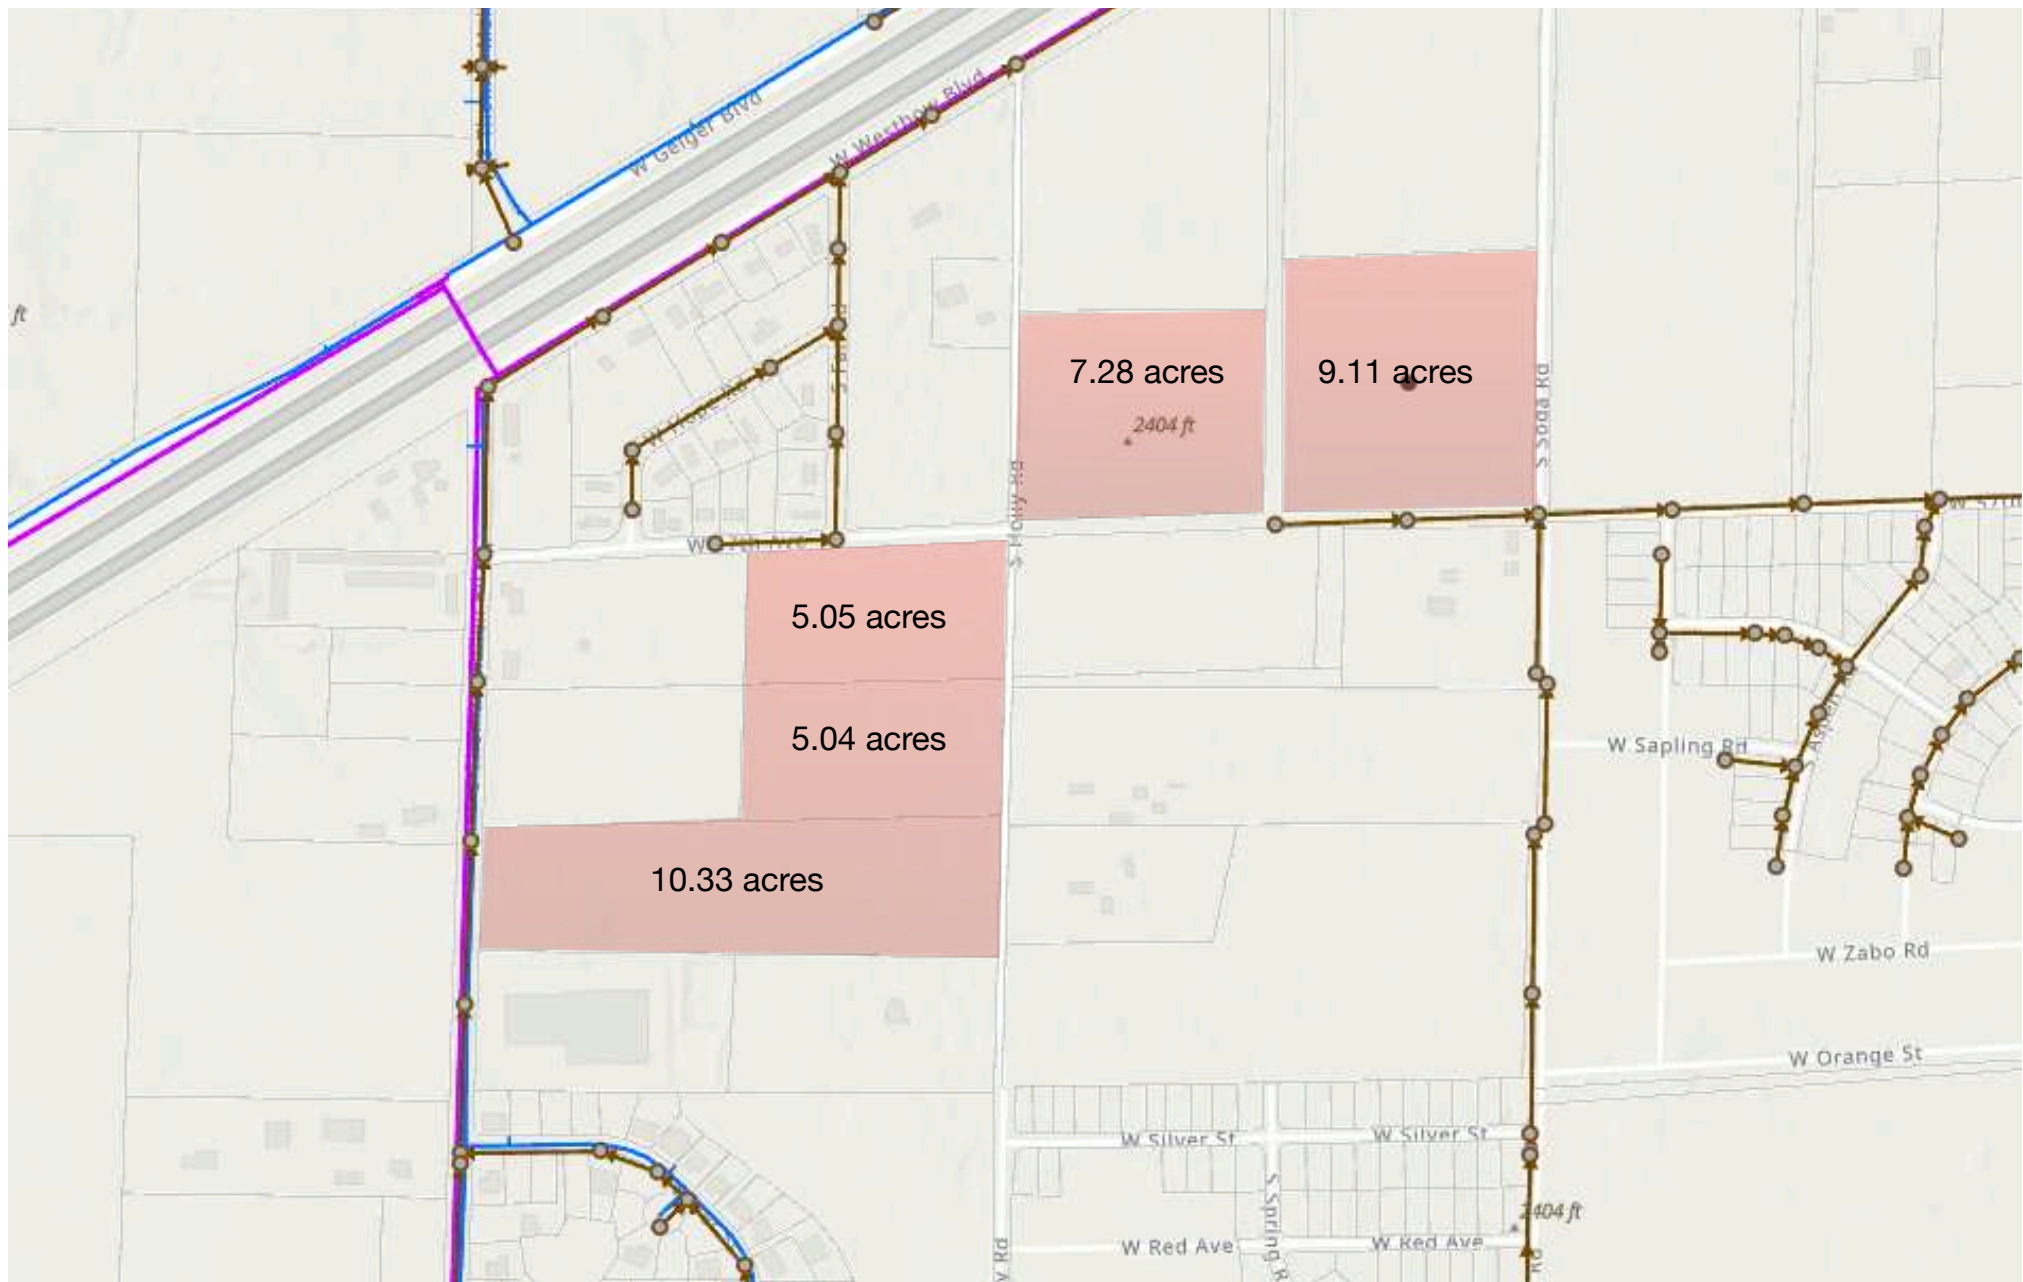 W Geiger Blvd
W Westbow Blvd
ft
7.28 acres
9.11 acres
2404 ft
S Soda Rd
S Holly Rd
5.05 acres
5.04 acres
W Sapling Rd
10.33 acres
W Zabo Rd
W Orange St
W Silver St
W Silver St
2404 ft
W Red Ave
W Red Ave